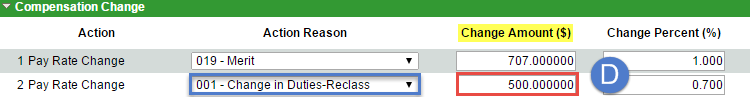 Compensation Change
Action Action Reason Change Amount ($) Change Percent (%)
1 Pay Rate Change 019 - Merit 707.000000 1.000
2 Pay Rate Change 001 - Change in Duties-Reclass 500.000000 D 0.700